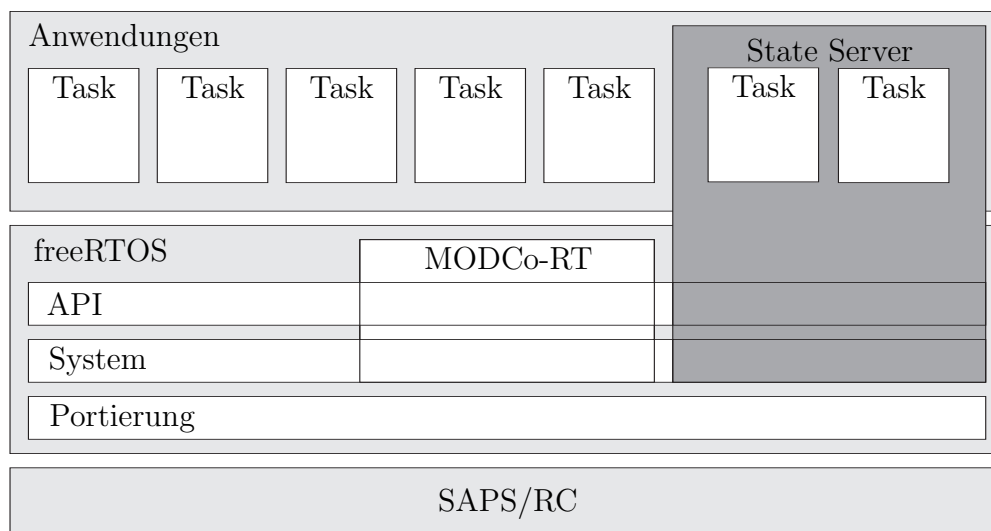 Anwendungen
State Server
Task Task Task Task Task Task Task
freeRTOS
MODCo-RT
API
System
Portierung
SAPS/RC